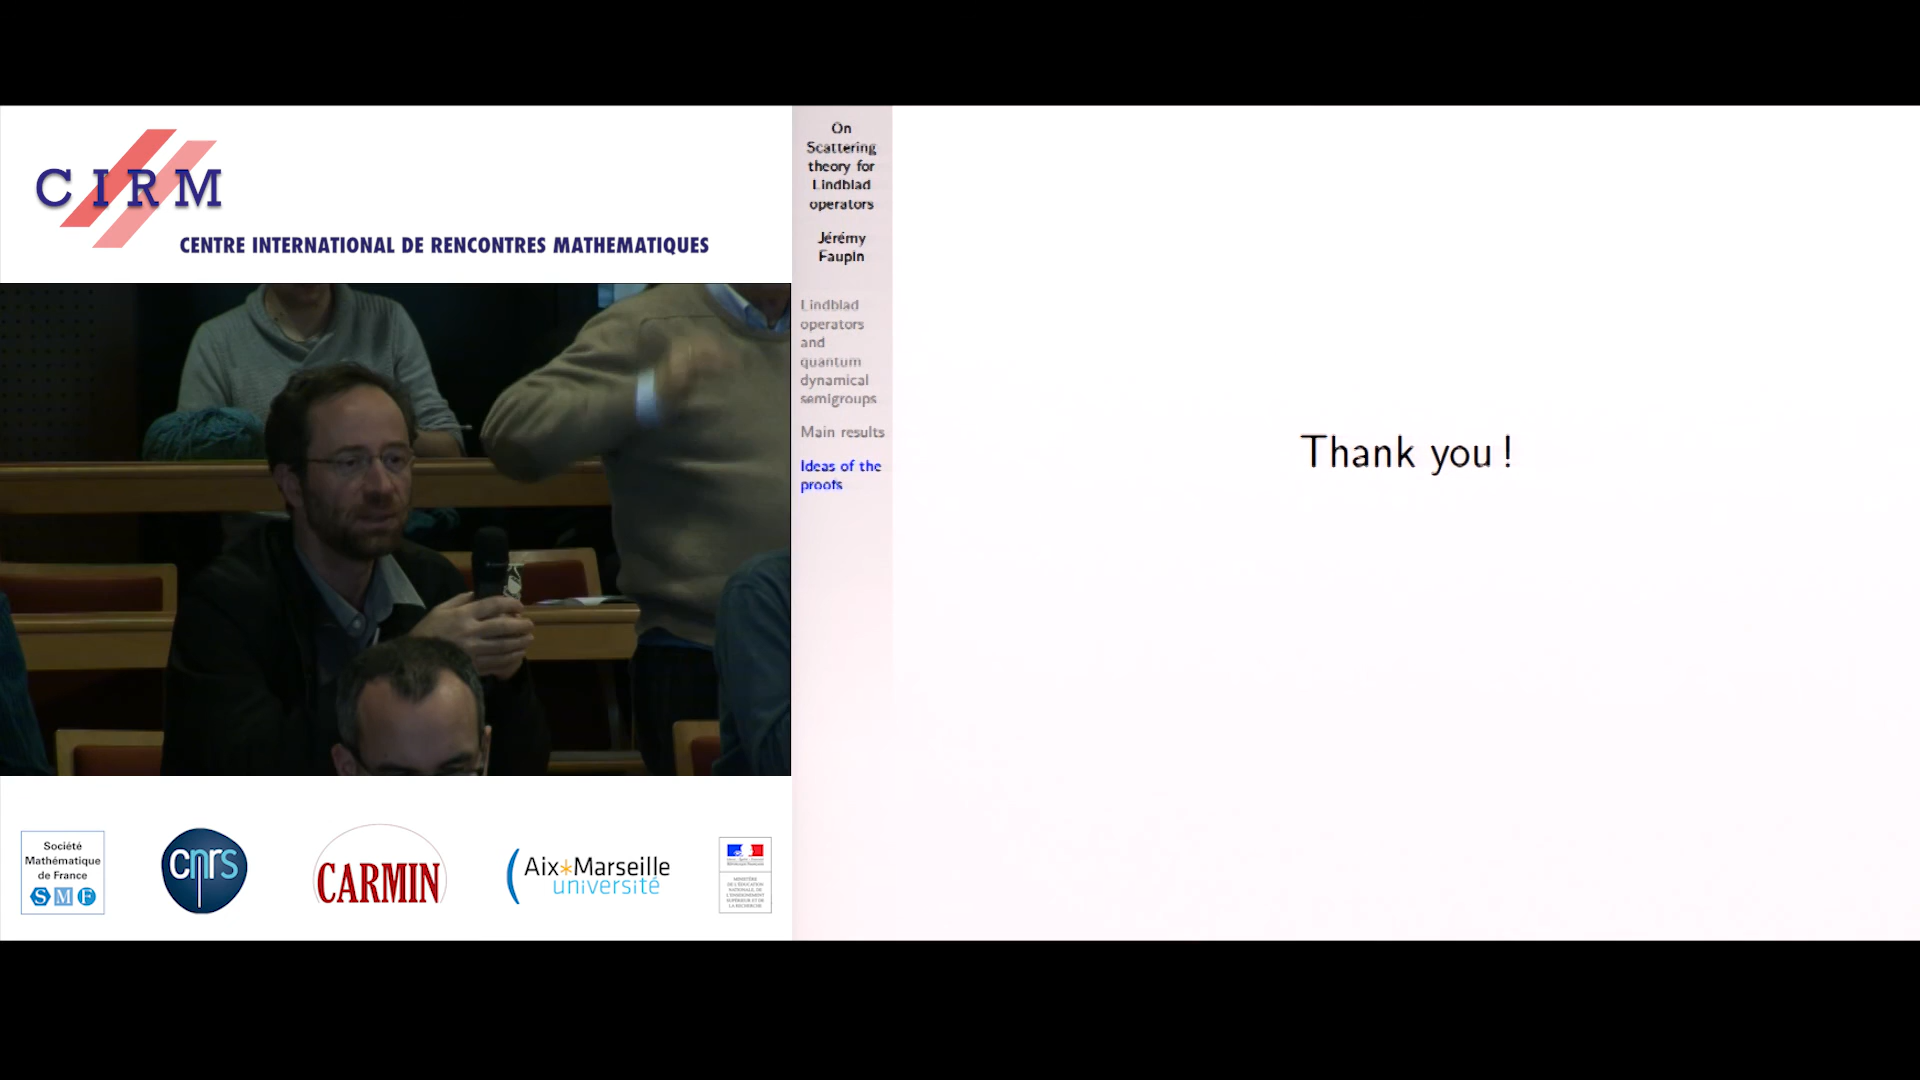 CIRM
CENTRE INTERNATIONAL DE RENCONTRES MATHEMATIQUES
On
Scattering
theory for
Lindblad
operators
Jérémy
Faupin
Lindblad
operators
and
quantum
dynamical
semigroups
Main results
Ideas of the
proofs
Thank you !
Société
Mathématique
de France
SMF
cnrs
CARMIN
Aix*Marseille
université